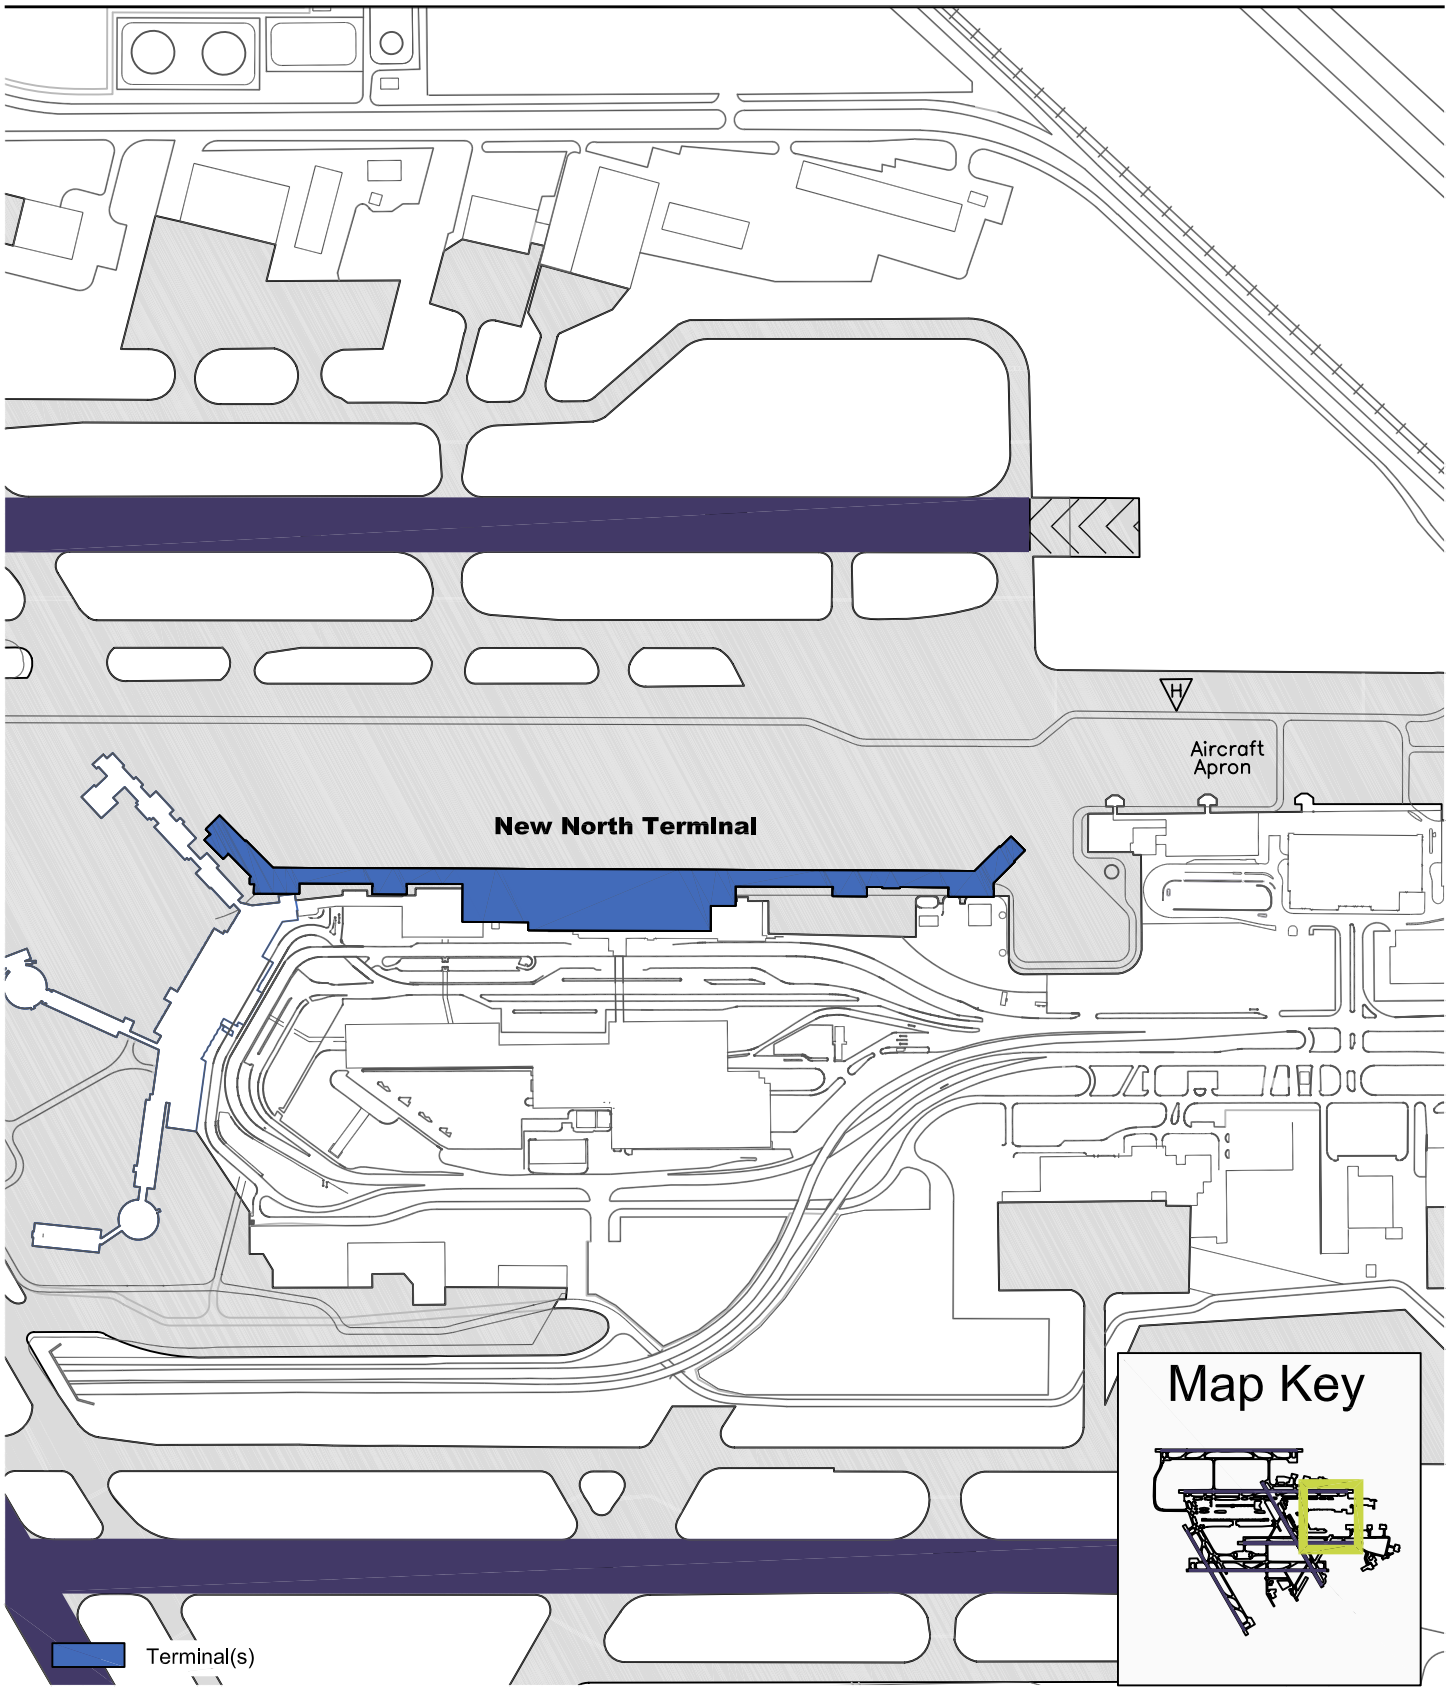 H
Aircraft
Apron
New North Terminal
Map Key
Terminal(s)